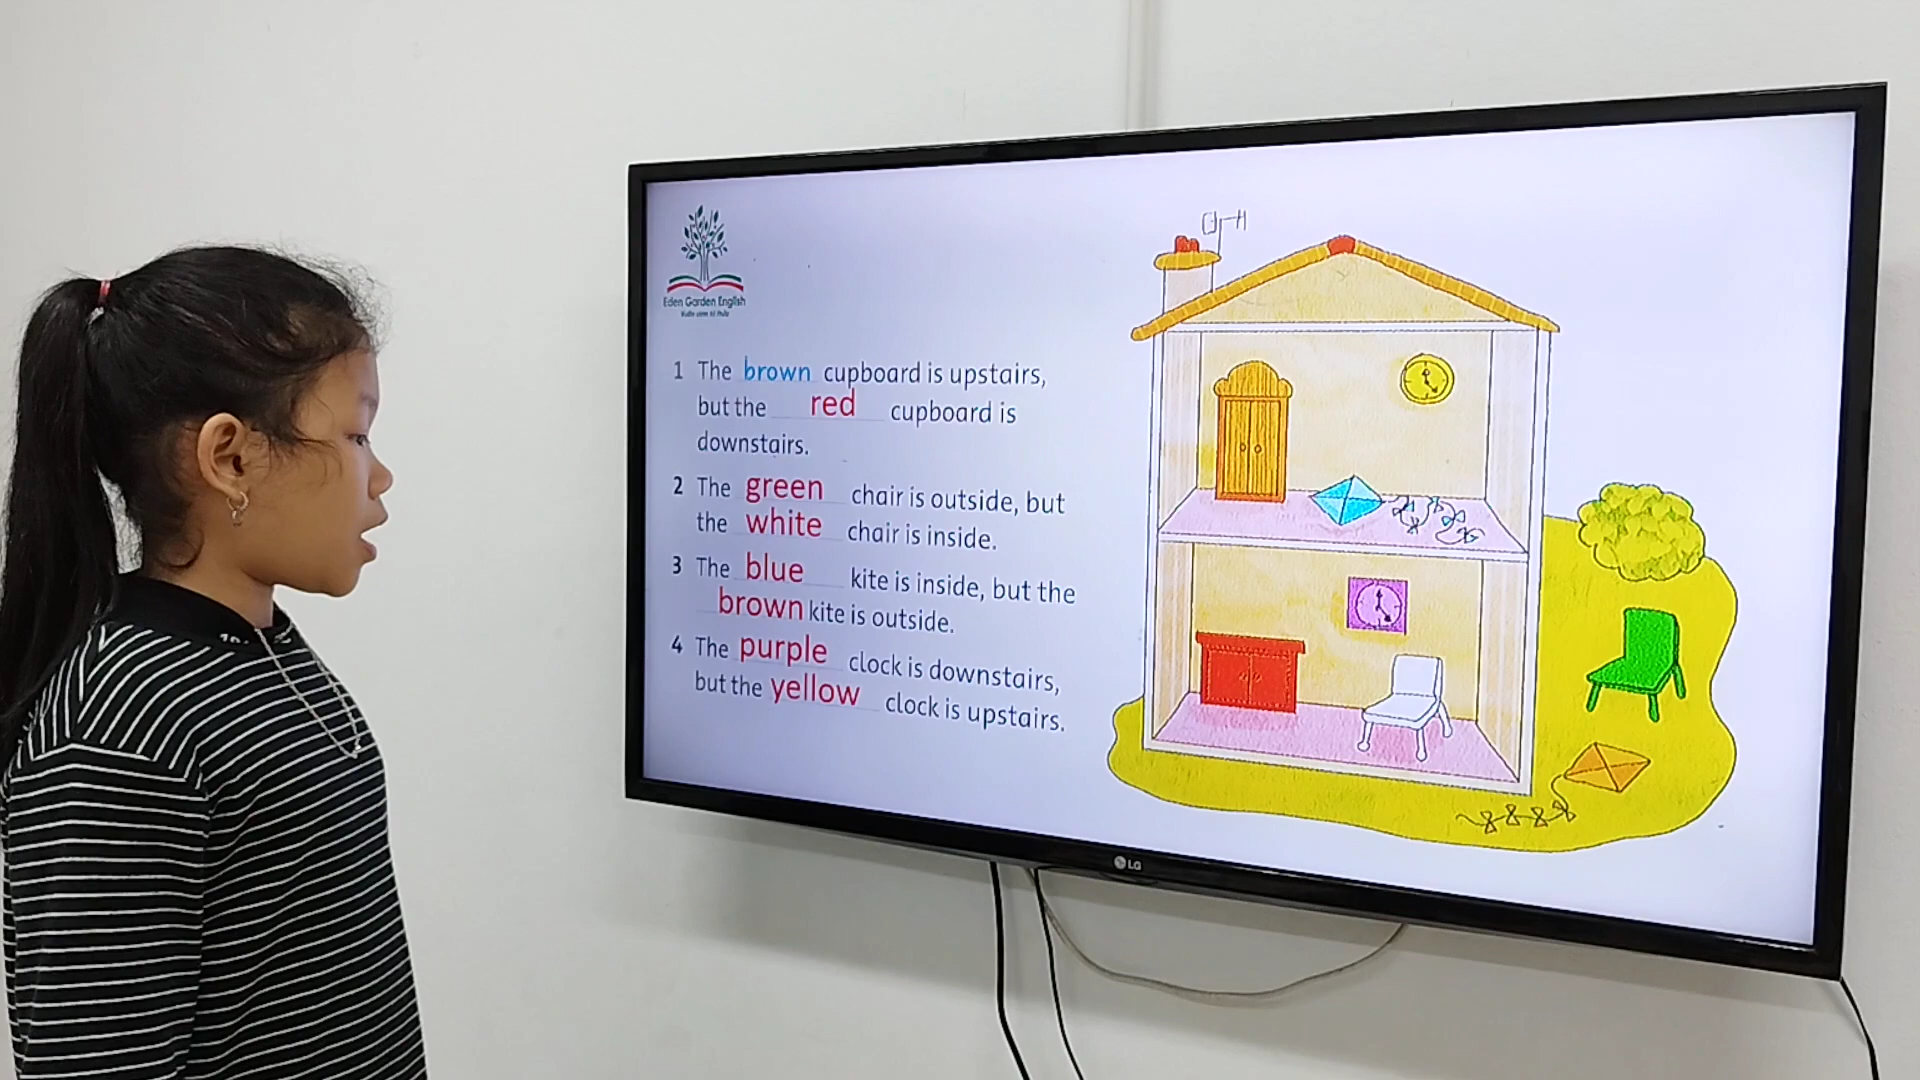 Eden Garden English
1 The brown cupboard is upstairs,
but the red cupboard is
downstairs.
2 The green chair is outside, but
the white chair is inside.
3 The blue kite is inside, but the
brown kite is outside.
4 The purple clock is downstairs,
but the yellow clock is upstairs.
LG